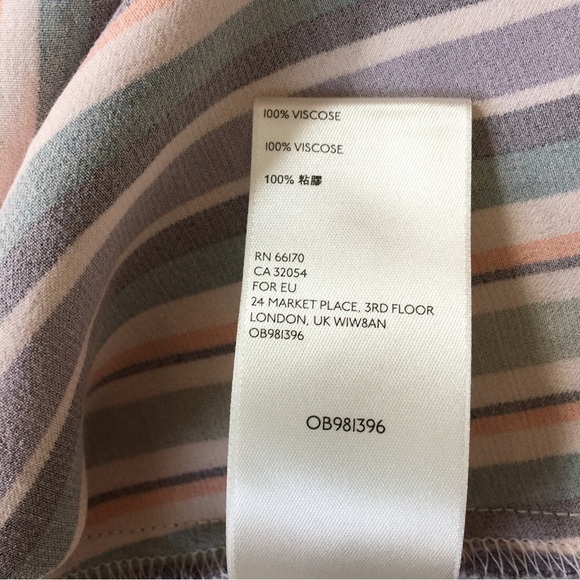 100% VISCOSE
100% VISCOSE
100% 粘膠
RN 66170
CA 32054
FOR EU
24 MARKET PLACE, 3RD FLOOR
LONDON, UK W1W8AN
OB981396
OB981396